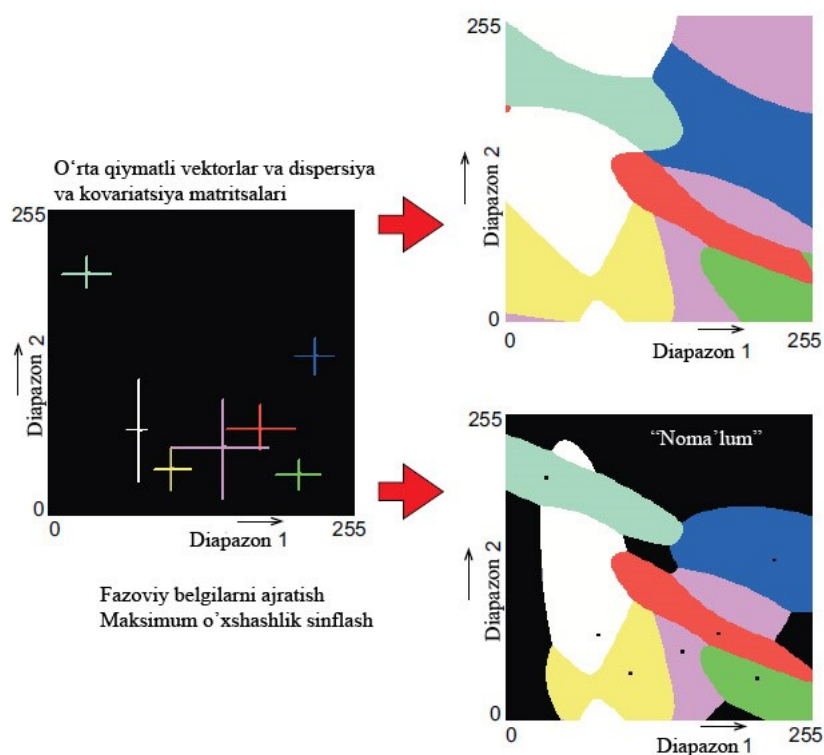 O‘rta qiymatli vektorlar va dispersiya
va kovariatsiya matritsalari
255
Diapazon 2
0
0
255
Diapazon 1
Fazoviy belgilarni ajratish
Maksimum o’xshashlik sinflash
255
Diapazon 2
0
0
255
Diapazon 1
255
“Noma’lum”
Diapazon 2
0
0
255
Diapazon 1